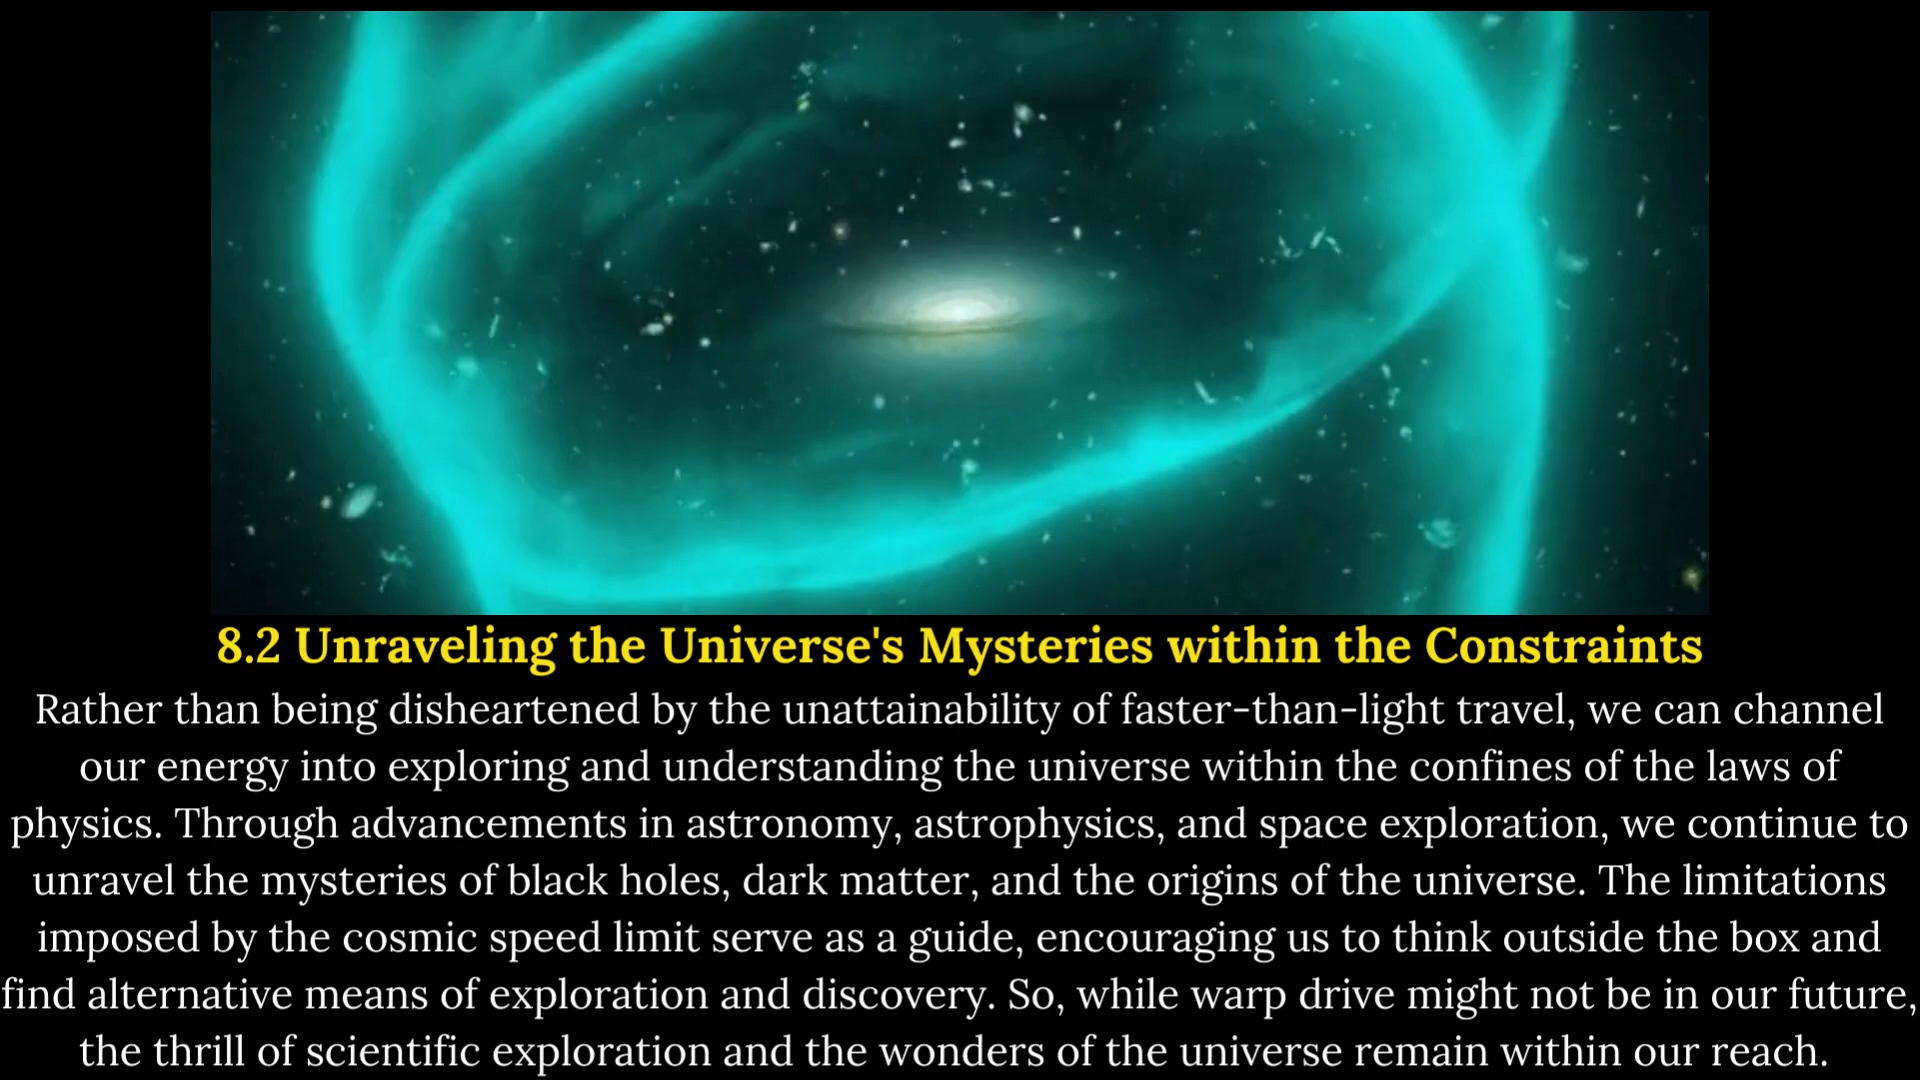 8.2 Unraveling the Universe's Mysteries within the Constraints
Rather than being disheartened by the unattainability of faster-than-light travel, we can channel
our energy into exploring and understanding the universe within the confines of the laws of
physics. Through advancements in astronomy, astrophysics, and space exploration, we continue to
unravel the mysteries of black holes, dark matter, and the origins of the universe. The limitations
imposed by the cosmic speed limit serve as a guide, encouraging us to think outside the box and
find alternative means of exploration and discovery. So, while warp drive might not be in our future,
the thrill of scientific exploration and the wonders of the universe remain within our reach.